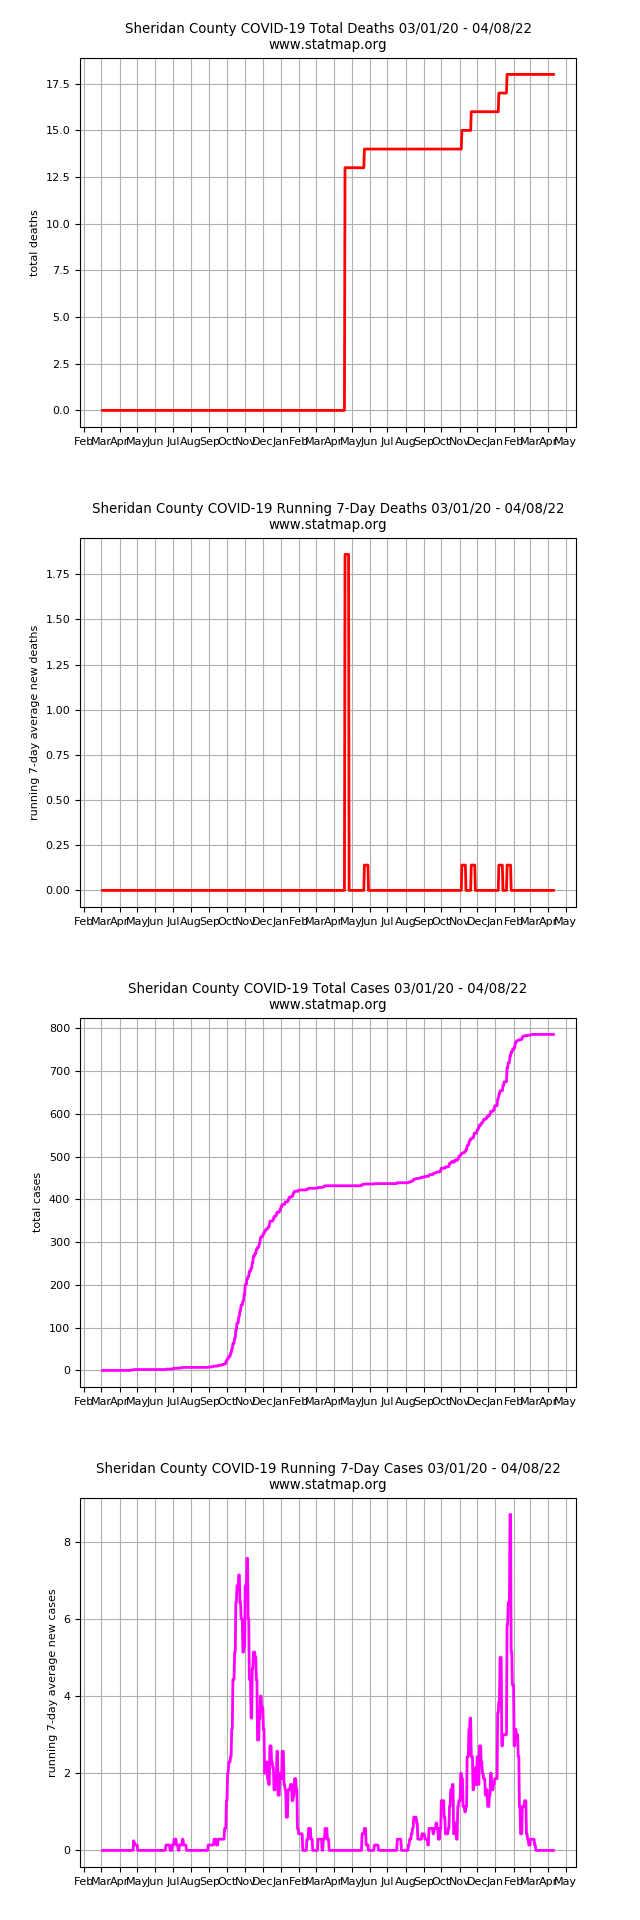 Sheridan County COVID-19 Total Deaths 03/01/20 - 04/08/22
www.statmap.org
17.5
15.0
12.5
10.0
7.5
5.0
2.5
0.0
total deaths
Feb Mar Apr May Jun Jul Aug Sep Oct Nov Dec Jan Feb Mar Apr May Jun Jul Aug Sep Oct Nov Dec Jan Feb Mar Apr May
Sheridan County COVID-19 Running 7-Day Deaths 03/01/20 - 04/08/22
www.statmap.org
1.75
1.50
1.25
1.00
0.75
0.50
0.25
0.00
running 7-day average new deaths
Feb Mar Apr May Jun Jul Aug Sep Oct Nov Dec Jan Feb Mar Apr May Jun Jul Aug Sep Oct Nov Dec Jan Feb Mar Apr May
Sheridan County COVID-19 Total Cases 03/01/20 - 04/08/22
www.statmap.org
800
700
600
500
400
300
200
100
0
total cases
Feb Mar Apr May Jun Jul Aug Sep Oct Nov Dec Jan Feb Mar Apr May Jun Jul Aug Sep Oct Nov Dec Jan Feb Mar Apr May
Sheridan County COVID-19 Running 7-Day Cases 03/01/20 - 04/08/22
www.statmap.org
8
6
4
2
0
running 7-day average new cases
Feb Mar Apr May Jun Jul Aug Sep Oct Nov Dec Jan Feb Mar Apr May Jun Jul Aug Sep Oct Nov Dec Jan Feb Mar Apr May